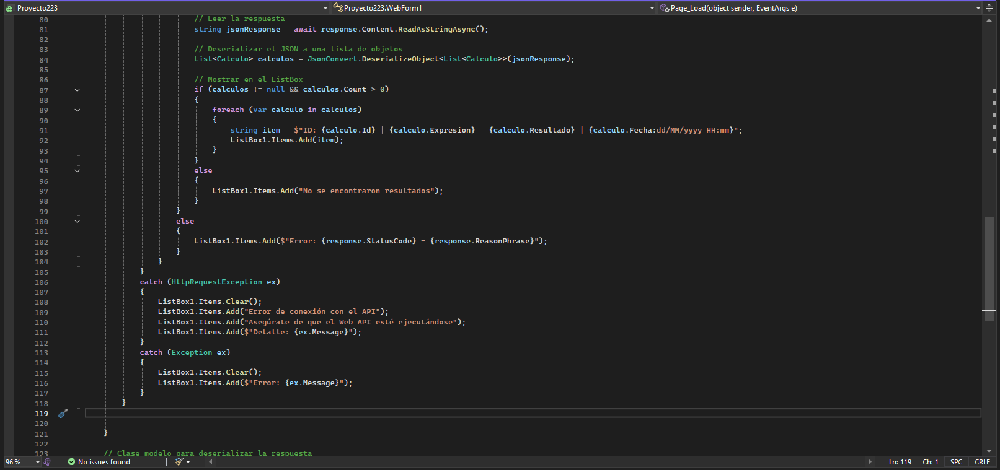 Proyecto223 Proyecto223.WebForm1 Page_Load(object sender, EventArgs e)
80 // Leer la respuesta
81 string jsonResponse = await response.Content.ReadAsStringAsync();
82
83 // Deserializar el JSON a una lista de objetos
84 List<Calculo> calculos = JsonConvert.DeserializeObject<List<Calculo>>(jsonResponse);
85
86 // Mostrar en el ListBox
87 if (calculos != null && calculos.Count > 0)
88 {
89 foreach (var calculo in calculos)
90 {
91 string item = $"ID: {calculo.Id} | {calculo.Expresion} = {calculo.Resultado} | {calculo.Fecha:dd/MM/yyyy HH:mm}";
92 ListBox1.Items.Add(item);
93 }
94 }
95 else
96 {
97 ListBox1.Items.Add("No se encontraron resultados");
98 }
99 }
100 else
101 {
102 ListBox1.Items.Add($"Error: {response.StatusCode} - {response.ReasonPhrase}");
103 }
104 }
105 }
106 catch (HttpRequestException ex)
107 {
108 ListBox1.Items.Clear();
109 ListBox1.Items.Add("Error de conexión con el API");
110 ListBox1.Items.Add("Asegúrate de que el Web API esté ejecutándose");
111 ListBox1.Items.Add($"Detalle: {ex.Message}");
112 }
113 catch (Exception ex)
114 {
115 ListBox1.Items.Clear();
116 ListBox1.Items.Add($"Error: {ex.Message}");
117 }
118 }
119
120
121 }
122
123 // Clase modelo para deserializar la respuesta
96 % No issues found Ln: 119 Ch: 1 SPC CRLF